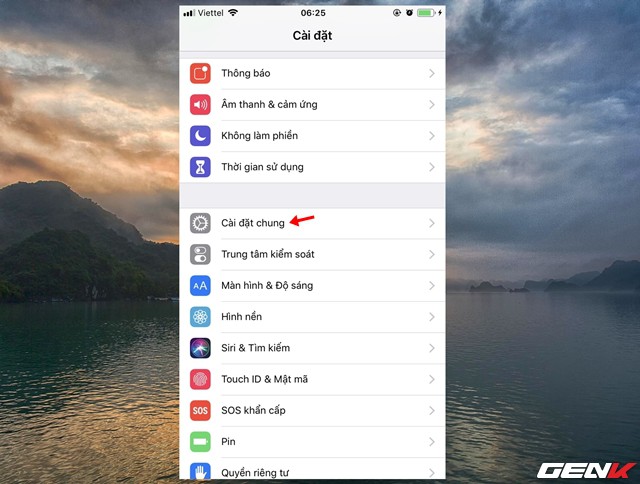 Viettel
06:25
Cài đặt
Thông báo
Âm thanh & cảm ứng
Không làm phiền
Thời gian sử dụng
Cài đặt chung
Trung tâm kiểm soát
AA Màn hình & Độ sáng
Hình nền
Siri & Tìm kiếm
Touch ID & Mật mã
SOS SOS khẩn cấp
Pin
Quyền riêng tư
GENK